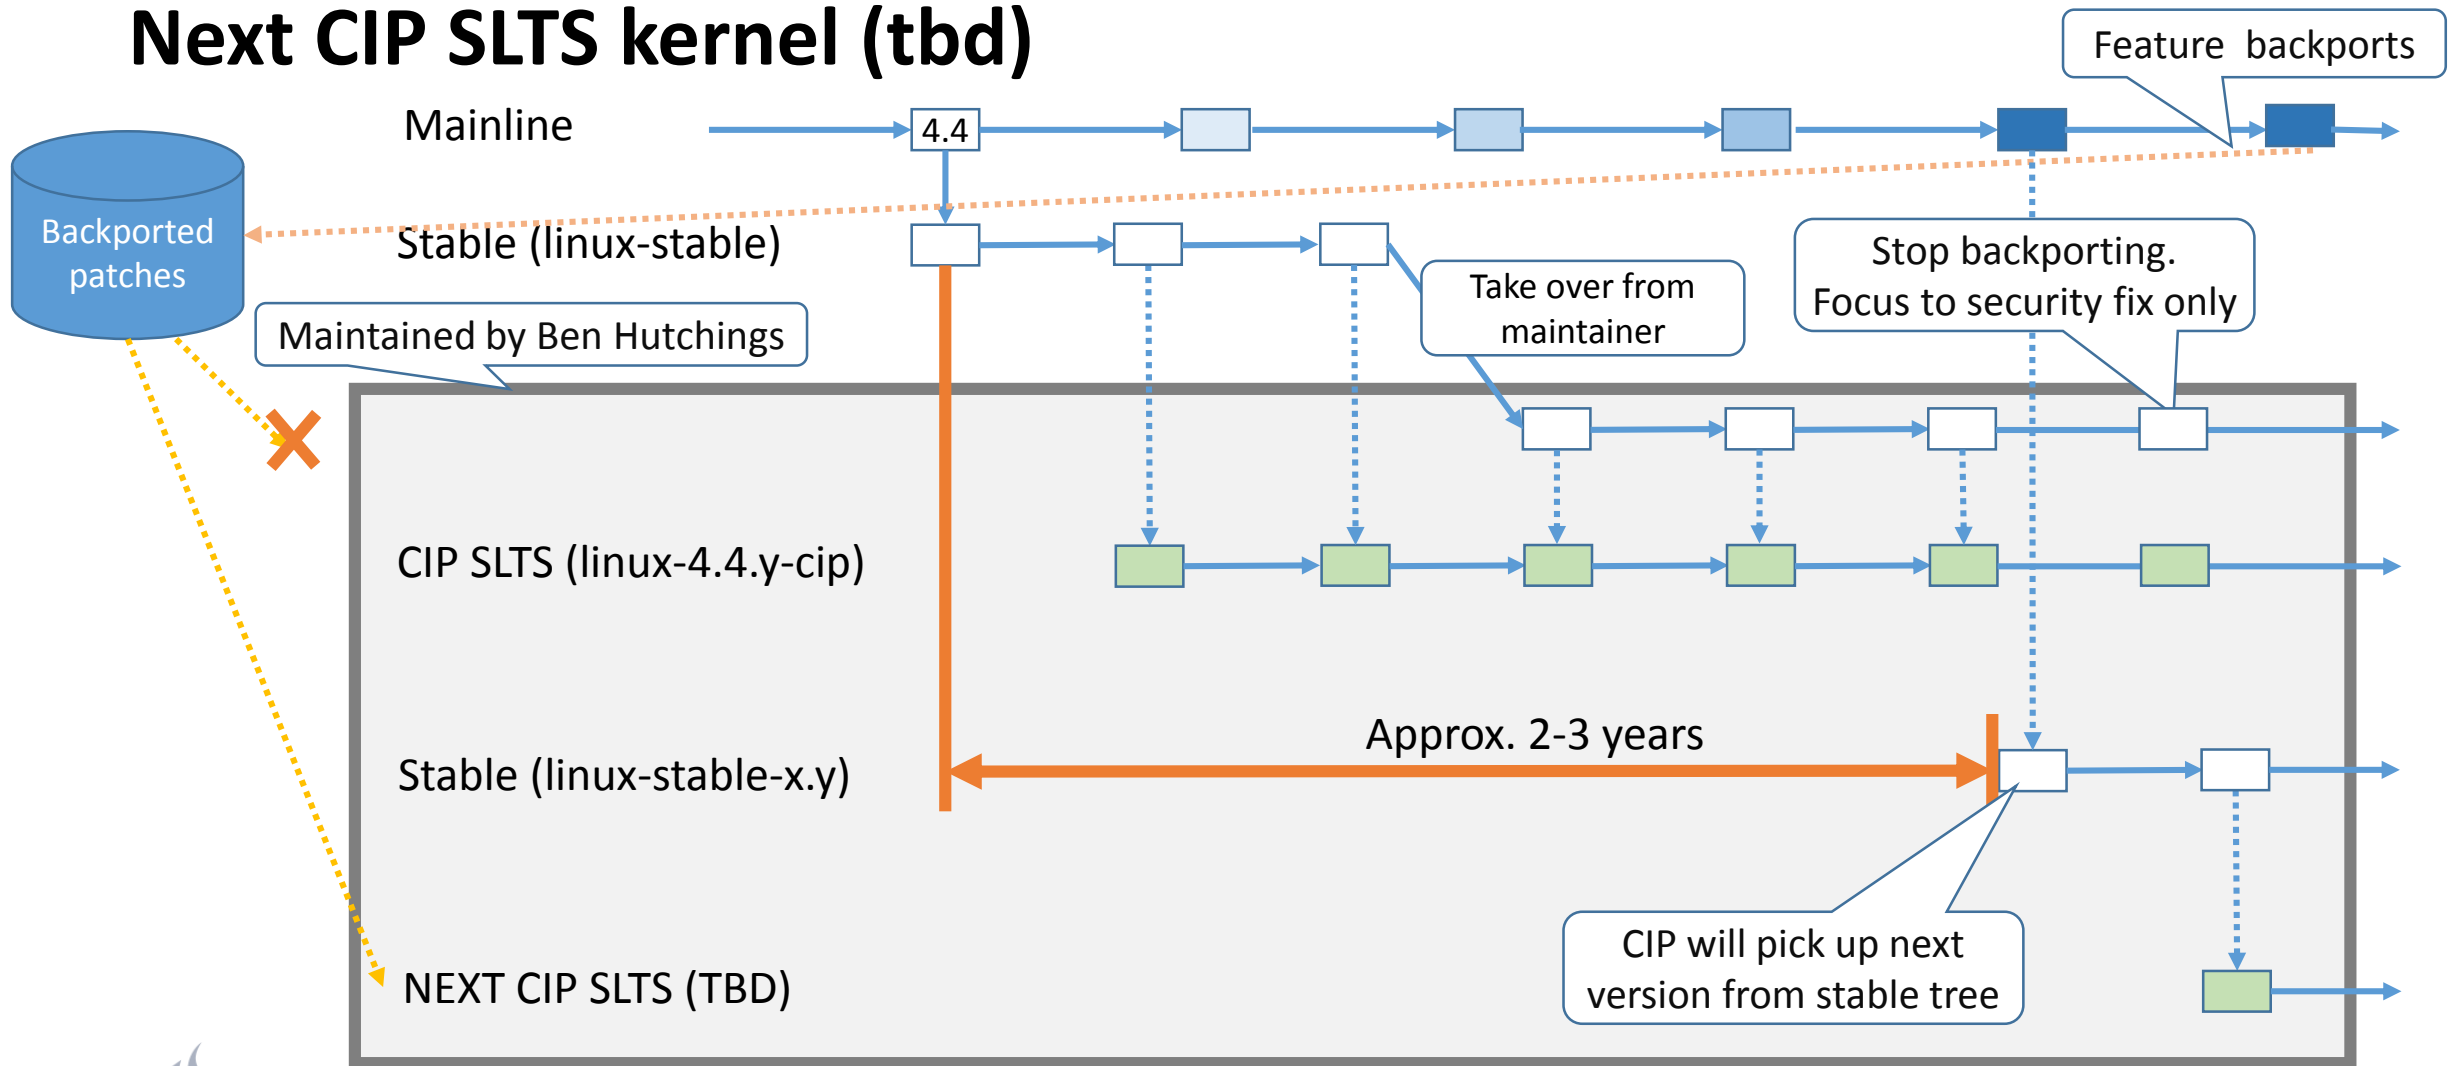 Next CIP SLTS kernel (tbd)
Feature backports
Mainline
4.4
Backported
patches
Stable (linux-stable)
Stop backporting.
Focus to security fix only
Take over from
maintainer
Maintained by Ben Hutchings
CIP SLTS (linux-4.4.y-cip)
Approx. 2-3 years
Stable (linux-stable-x.y)
CIP will pick up next
version from stable tree
NEXT CIP SLTS (TBD)